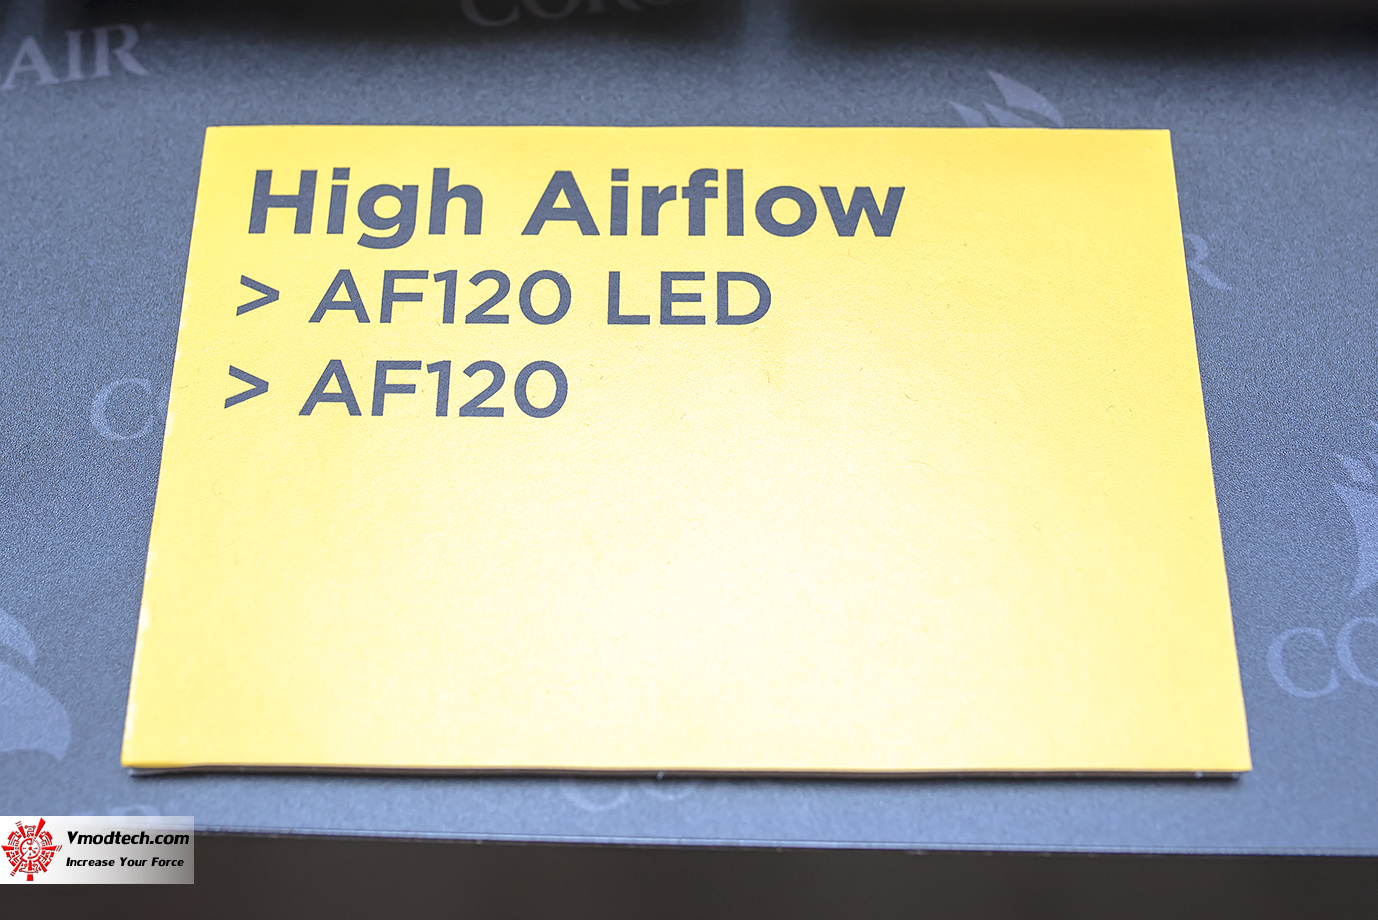 High Airflow
> AF120 LED
> AF120
Vmodtech.com
Increase Your Force